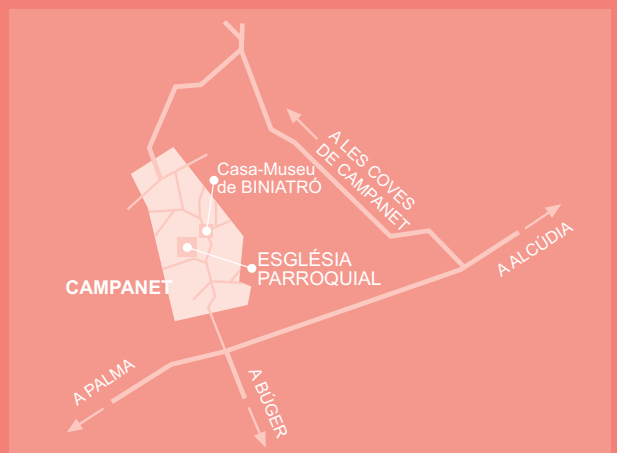 A LES COVES
DE CAMPANET
Casa-Museu
de BINIATRÓ
A ALCÚDIA
ESGLÉSIA
PARROQUIAL
CAMPANET
A PALMA
A BÚGER